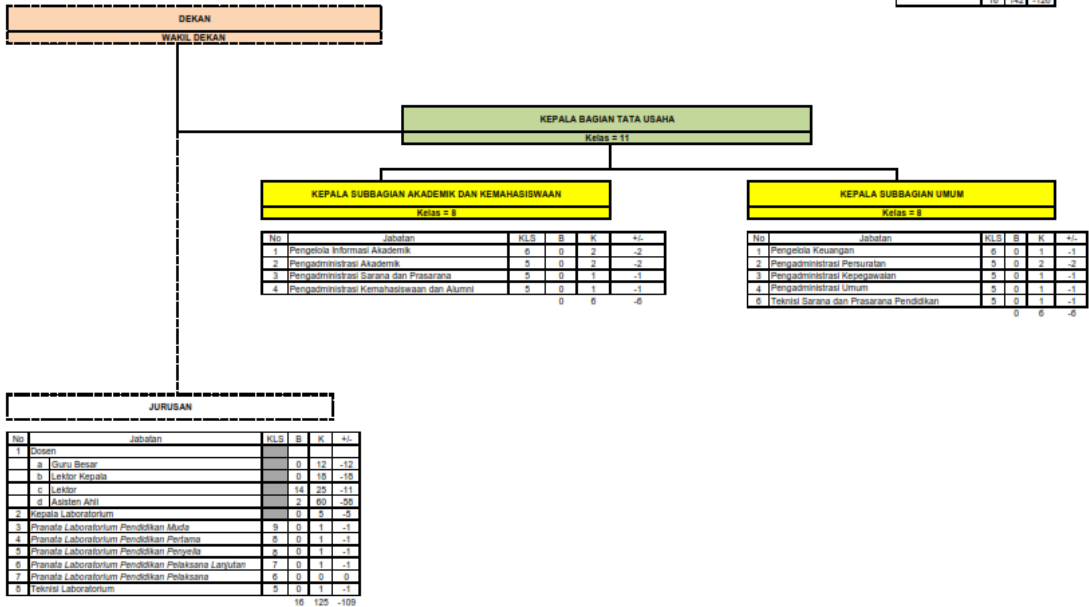 16 142 -126
DEKAN
WAKIL DEKAN
KEPALA BAGIAN TATA USAHA
Kelas = 11
KEPALA SUBBAGIAN AKADEMIK DAN KEMAHASISWAAN
Kelas = 8
No Jabatan KLS B K +/-
1 Pengelola Informasi Akademik 6 0 2 -2
2 Pengadministrasi Akademik 5 0 2 -2
3 Pengadministrasi Sarana dan Prasarana 5 0 1 -1
4 Pengadministrasi Kemahasiswaan dan Alumni 5 0 1 -1
0 6 -6
KEPALA SUBBAGIAN UMUM
Kelas = 8
No Jabatan KLS B K +/-
1 Pengelola Keuangan 6 0 1 -1
2 Pengadministrasi Persuratan 5 0 2 -2
3 Pengadministrasi Kepegawaian 5 0 1 -1
4 Pengadministrasi Umum 5 0 1 -1
6 Teknisi Sarana dan Prasarana Pendidikan 5 0 1 -1
0 6 -6
JURUSAN
No Jabatan KLS B K +/-
1 Dosen
a Guru Besar 0 12 -12
b Lektor Kepala 0 18 -18
c Lektor 14 25 -11
d Asisten Ahli 2 60 -58
2 Kepala Laboratorium 0 5 -5
3 Pranata Laboratorium Pendidikan Muda 9 0 1 -1
4 Pranata Laboratorium Pendidikan Pertama 8 0 1 -1
5 Pranata Laboratorium Pendidikan Penyelia 8 0 1 -1
6 Pranata Laboratorium Pendidikan Pelaksana Lanjutan 7 0 1 -1
7 Pranata Laboratorium Pendidikan Pelaksana 6 0 0 0
8 Teknisi Laboratorium 5 0 1 -1
16 125 -109